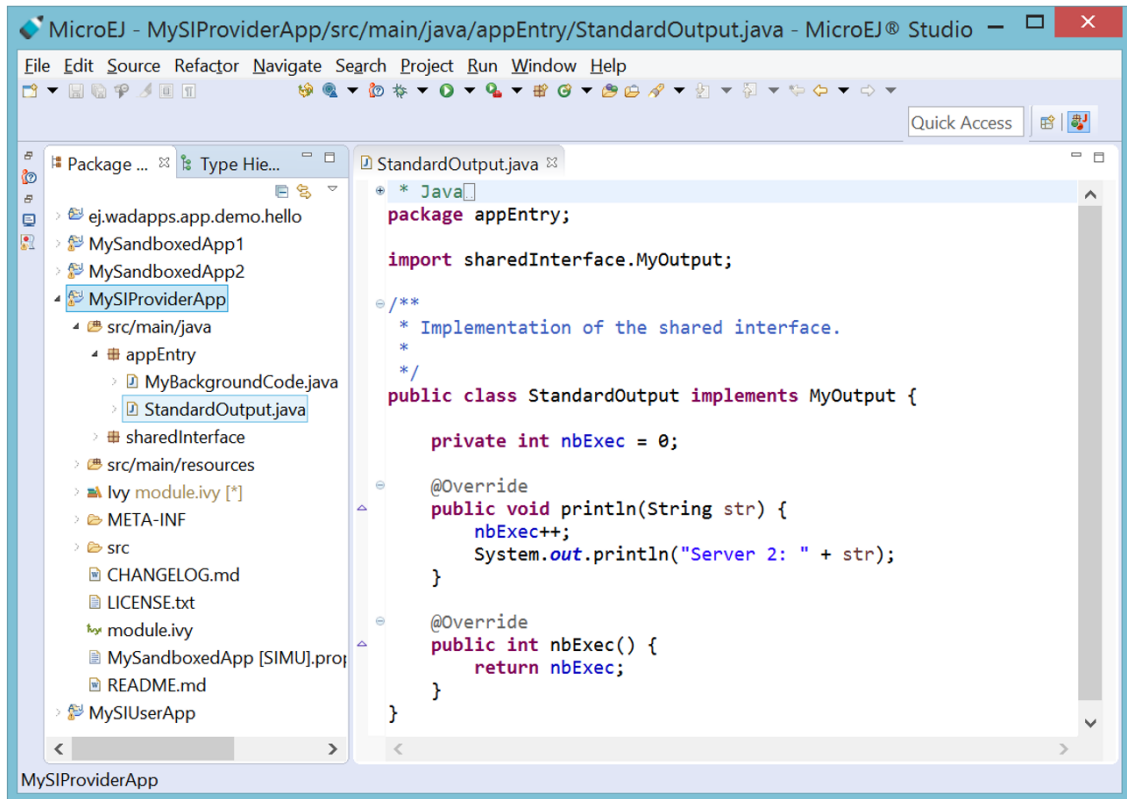 MicroEJ - MySIProviderApp/src/main/java/appEntry/StandardOutput.java - MicroEJ® Studio
File Edit Source Refactor Navigate Search Project Run Window Help
Quick Access
Package ...
Type Hie...
ej.wadapps.app.demo.hello
MySandboxedApp1
MySandboxedApp2
MySIProviderApp
src/main/java
appEntry
MyBackgroundCode.java
StandardOutput.java
sharedInterface
src/main/resources
Ivy module.ivy [*]
META-INF
src
CHANGELOG.md
LICENSE.txt
module.ivy
MySandboxedApp [SIMU].prop
README.md
MySIUserApp
StandardOutput.java
* Java
package appEntry;
import sharedInterface.MyOutput;
/**
* Implementation of the shared interface.
*
*/
public class StandardOutput implements MyOutput {
private int nbExec = 0;
@Override
public void println(String str) {
nbExec++;
System.out.println("Server 2: " + str);
}
@Override
public int nbExec() {
return nbExec;
}
}
MySIProviderApp